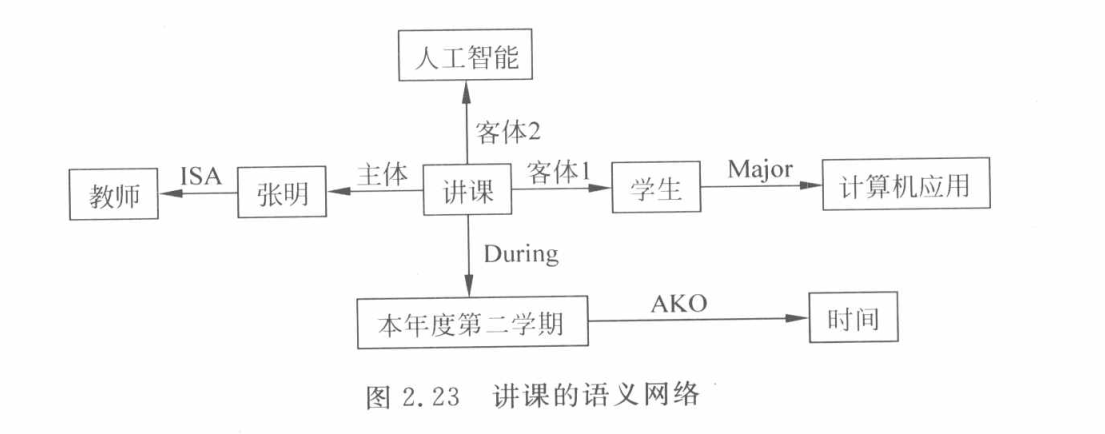 人工智能
客体2
教师 ISA 张明 主体 讲课 客体1 学生 Major 计算机应用
During
本年度第二学期 AKO 时间
图 2.23 讲课的语义网络